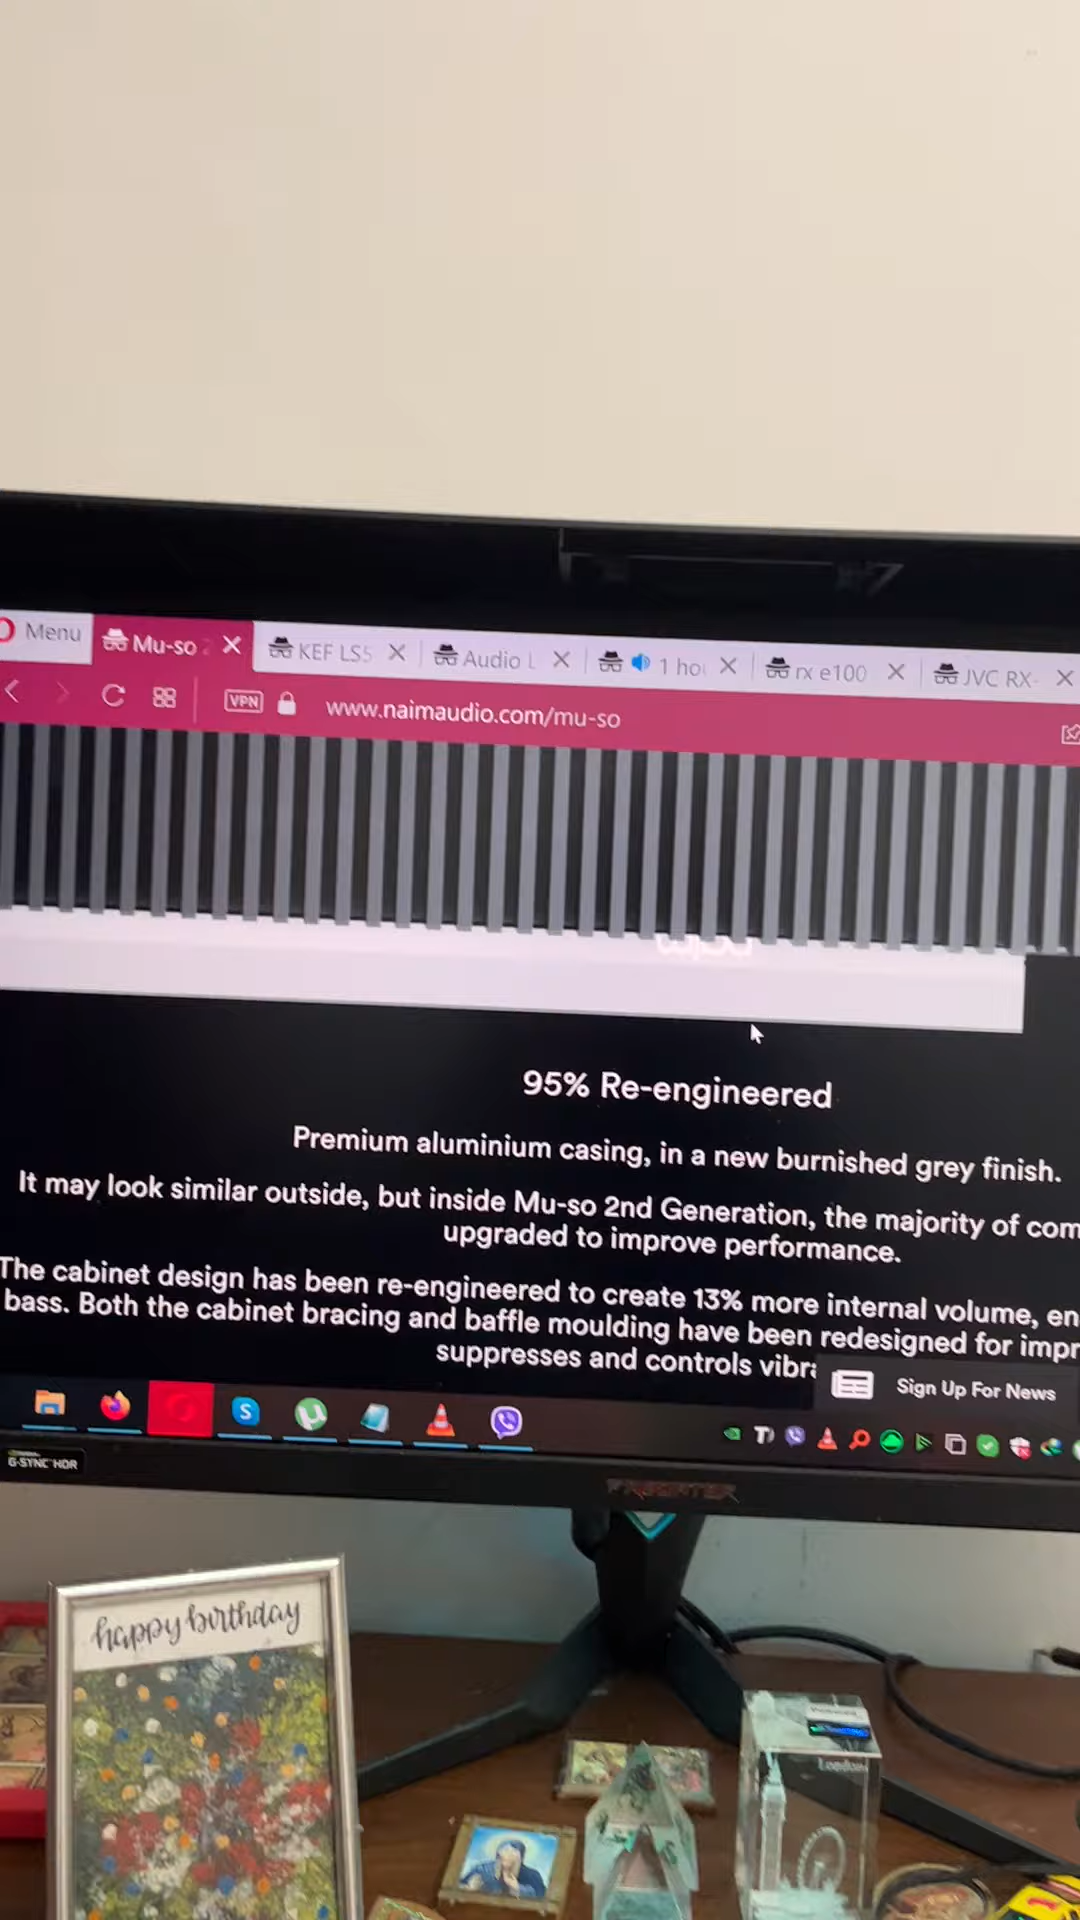 Menu
Mu-so
KEF LS5
Audio L
1 ho
rx e100
JVC RX-
VPN
www.naimaudio.com/mu-so
95% Re-engineered
Premium aluminium casing, in a new burnished grey finish.
It may look similar outside, but inside Mu-so 2nd Generation, the majority of com
upgraded to improve performance.
The cabinet design has been re-engineered to create 13% more internal volume, en
bass. Both the cabinet bracing and baffle moulding have been redesigned for impr
suppresses and controls vibr
Sign Up For News
G-SYNC HDR
PREDATOR
happy birthday
London